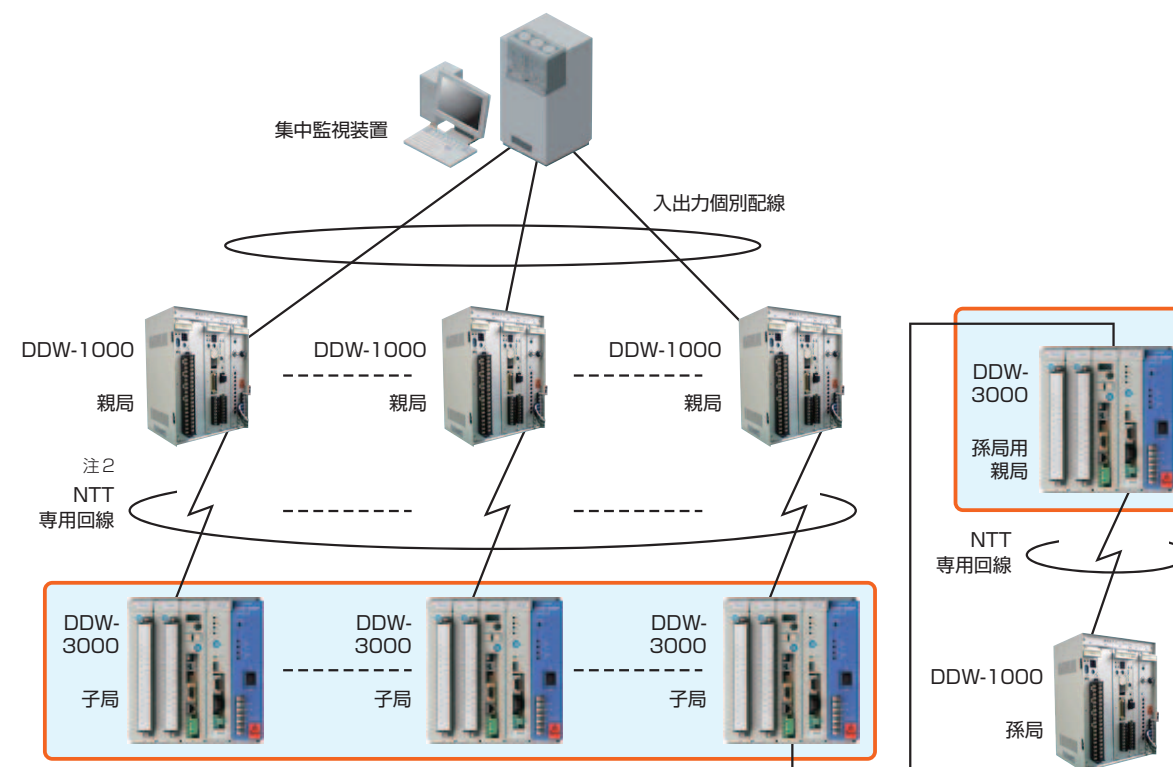 集中監視装置
入出力個別配線
DDW-1000
親局
DDW-1000
親局
DDW-1000
親局
注2
NTT
専用回線
DDW-
3000
子局
DDW-
3000
子局
DDW-
3000
子局
DDW-
3000
孫局用
親局
NTT
専用回線
DDW-1000
孫局